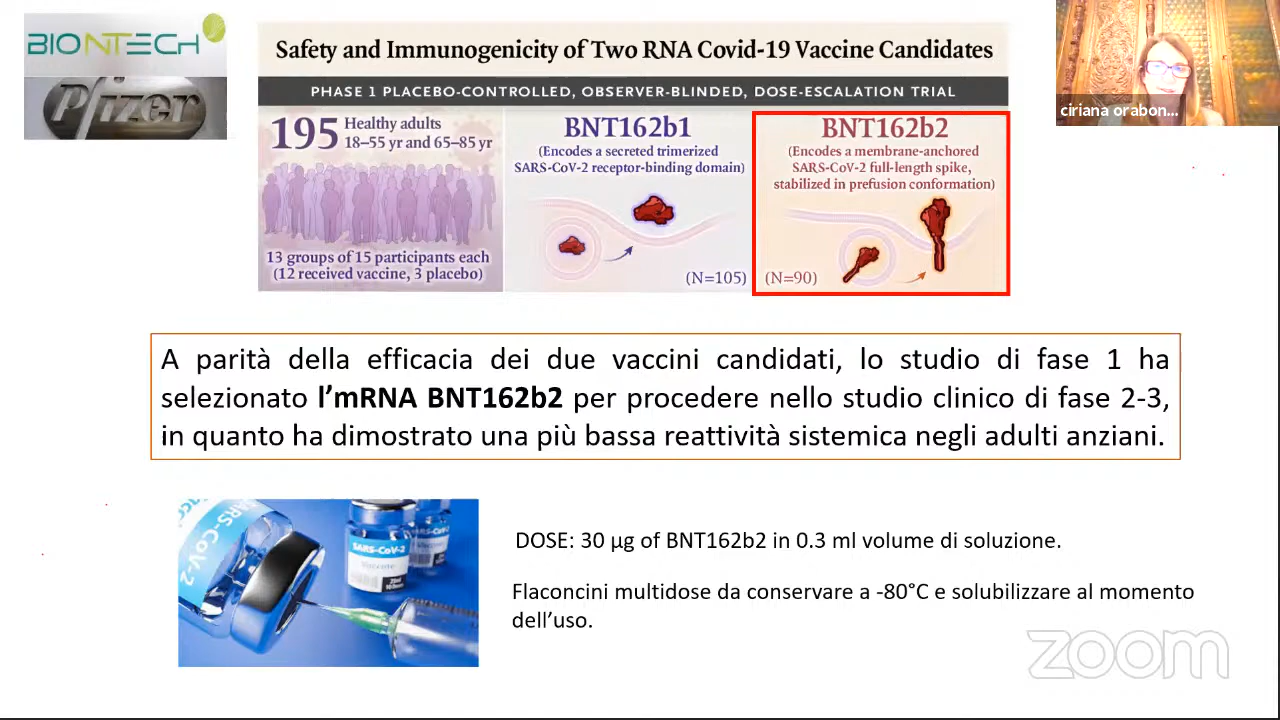 BIONTECH
Pfizer
Safety and Immunogenicity of Two RNA Covid-19 Vaccine Candidates
PHASE 1 PLACEBO-CONTROLLED, OBSERVER-BLINDED, DOSE-ESCALATION TRIAL
195 Healthy adults
18–55 yr and 65–85 yr
13 groups of 15 participants each
(12 received vaccine, 3 placebo)
BNT162b1
(Encodes a secreted trimerized
SARS-CoV-2 receptor-binding domain)
(N=105)
BNT162b2
(Encodes a membrane-anchored
SARS-CoV-2 full-length spike,
stabilized in prefusion conformation)
(N=90)
ciriana orabon...
A parità della efficacia dei due vaccini candidati, lo studio di fase 1 ha
selezionato l’mRNA BNT162b2 per procedere nello studio clinico di fase 2-3,
in quanto ha dimostrato una più bassa reattività sistemica negli adulti anziani.
SARS-CoV-2
SARS-CoV-2
Vaccine
DOSE: 30 µg of BNT162b2 in 0.3 ml volume di soluzione.
Flaconcini multidose da conservare a -80°C e solubilizzare al momento
dell’uso.
zoom